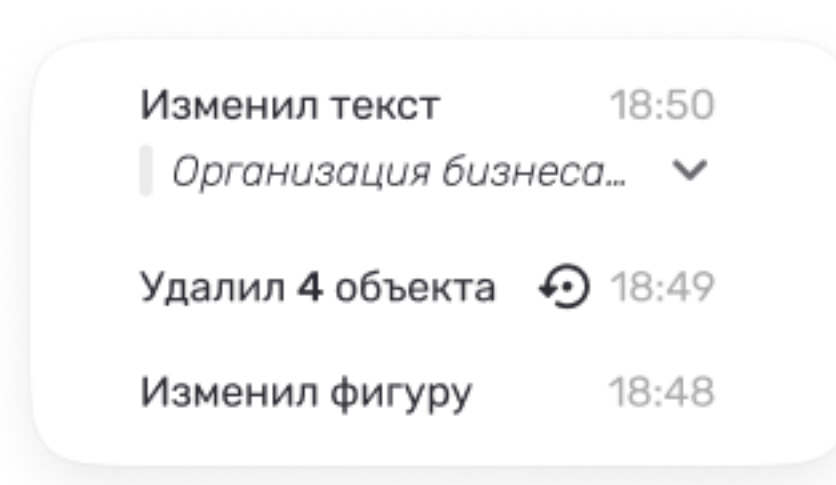 Изменил текст 18:50
Организация бизнеса...
Удалил 4 объекта 18:49
Изменил фигуру 18:48